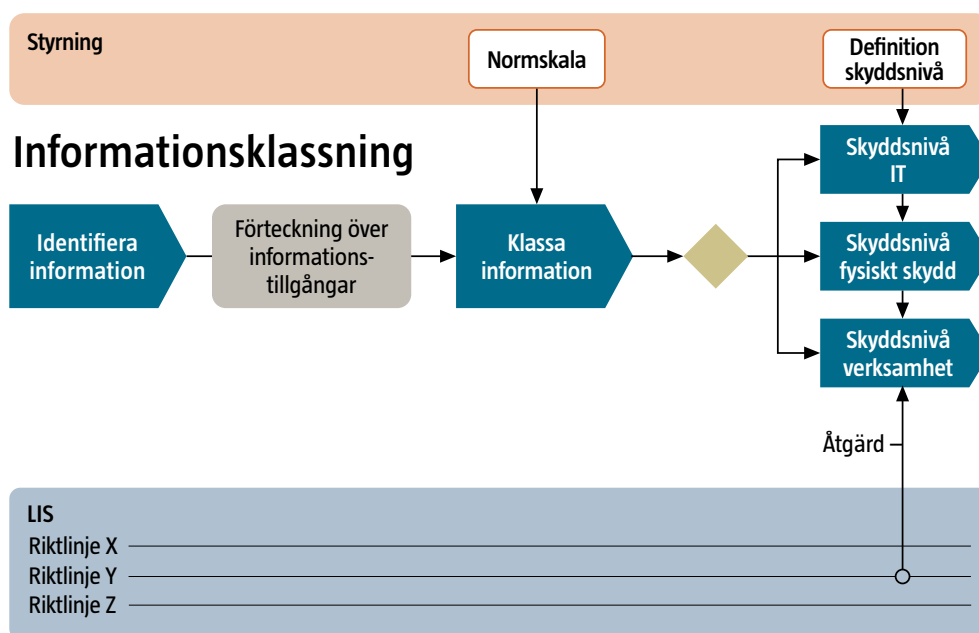 Styrning
Normskala
Definition
skyddsnivå
Informationsklassning
Skyddsnivå
IT
Identifiera
information
Förteckning över
informations-
tillgångar
Klassa
information
Skyddsnivå
fysiskt skydd
Skyddsnivå
verksamhet
Åtgärd
LIS
Riktlinje X
Riktlinje Y
Riktlinje Z